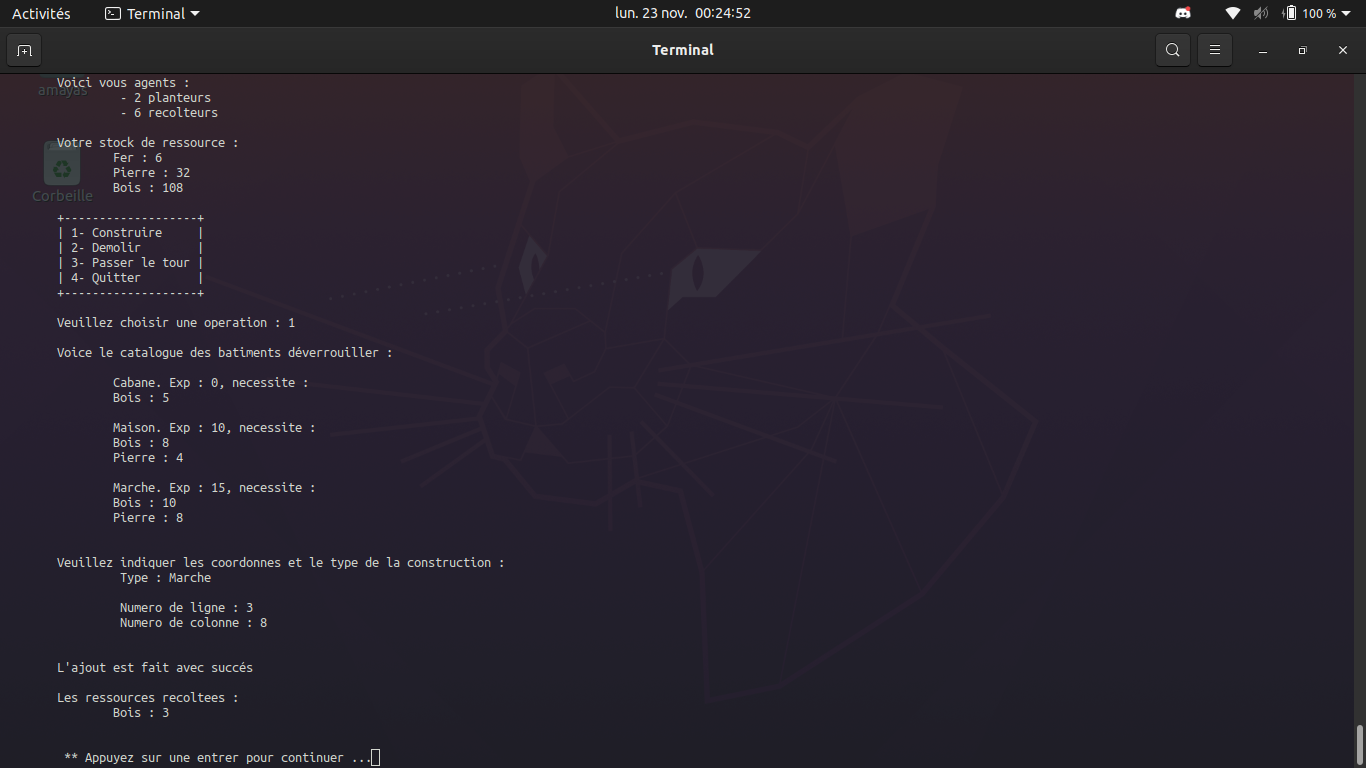 Activités
Terminal
lun. 23 nov. 00:24:52
100 %
Terminal
Voici vous agents :
amayas
- 2 planteurs
- 6 recolteurs
Votre stock de ressource :
Fer : 6
Pierre : 32
Bois : 108
Corbeille
+-------------------+
| 1- Construire     |
| 2- Demolir        |
| 3- Passer le tour |
| 4- Quitter        |
+-------------------+
Veuillez choisir une operation : 1
Voice le catalogue des batiments déverrouiller :
Cabane. Exp : 0, necessite :
Bois : 5
Maison. Exp : 10, necessite :
Bois : 8
Pierre : 4
Marche. Exp : 15, necessite :
Bois : 10
Pierre : 8
Veuillez indiquer les coordonnes et le type de la construction :
Type : Marche
Numero de ligne : 3
Numero de colonne : 8
L'ajout est fait avec succés
Les ressources recoltees :
Bois : 3
** Appuyez sur une entrer pour continuer ...